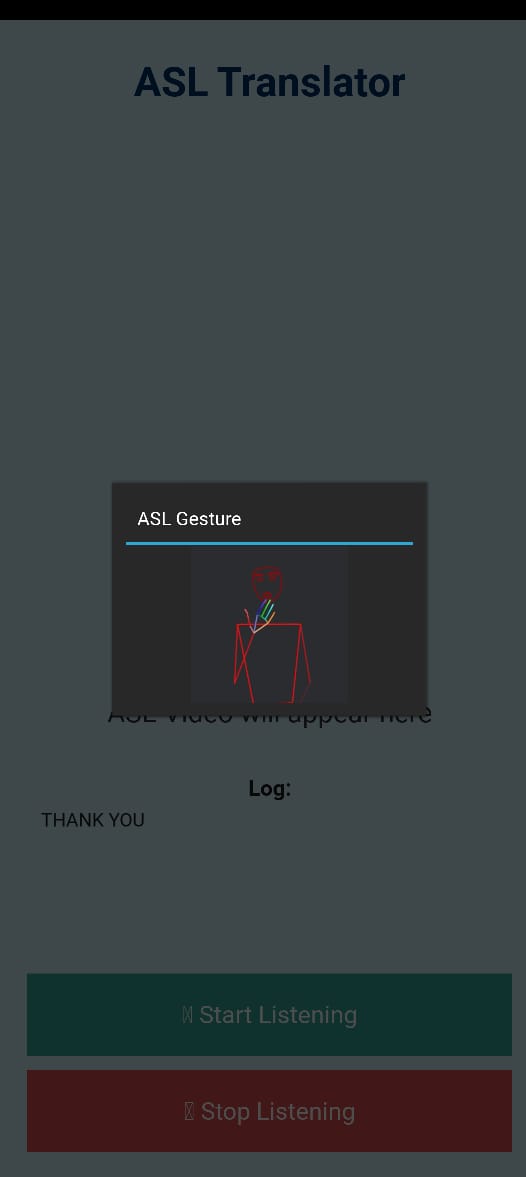 ASL Translator
ASL Gesture
ASL Video will appear here
Log:
THANK YOU
Start Listening
Stop Listening